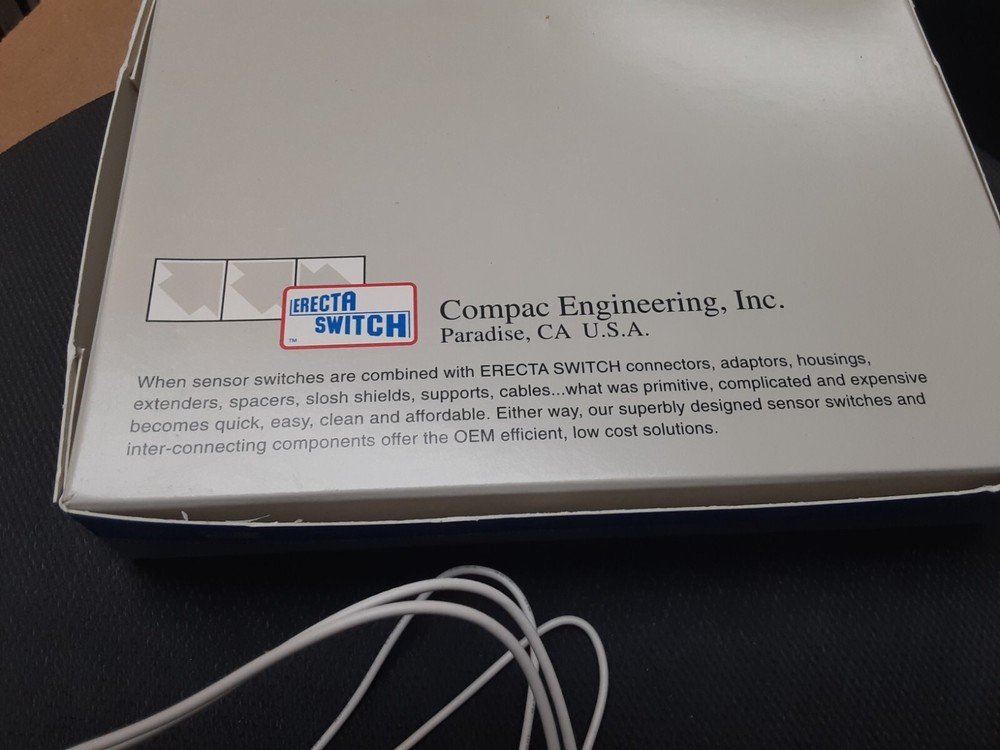 ERECTA
SWITCH
™
Compac Engineering, Inc.
Paradise, CA U.S.A.
When sensor switches are combined with ERECTA SWITCH connectors, adaptors, housings,
extenders, spacers, slosh shields, supports, cables...what was primitive, complicated and expensive
becomes quick, easy, clean and affordable. Either way, our superbly designed sensor switches and
inter-connecting components offer the OEM efficient, low cost solutions.